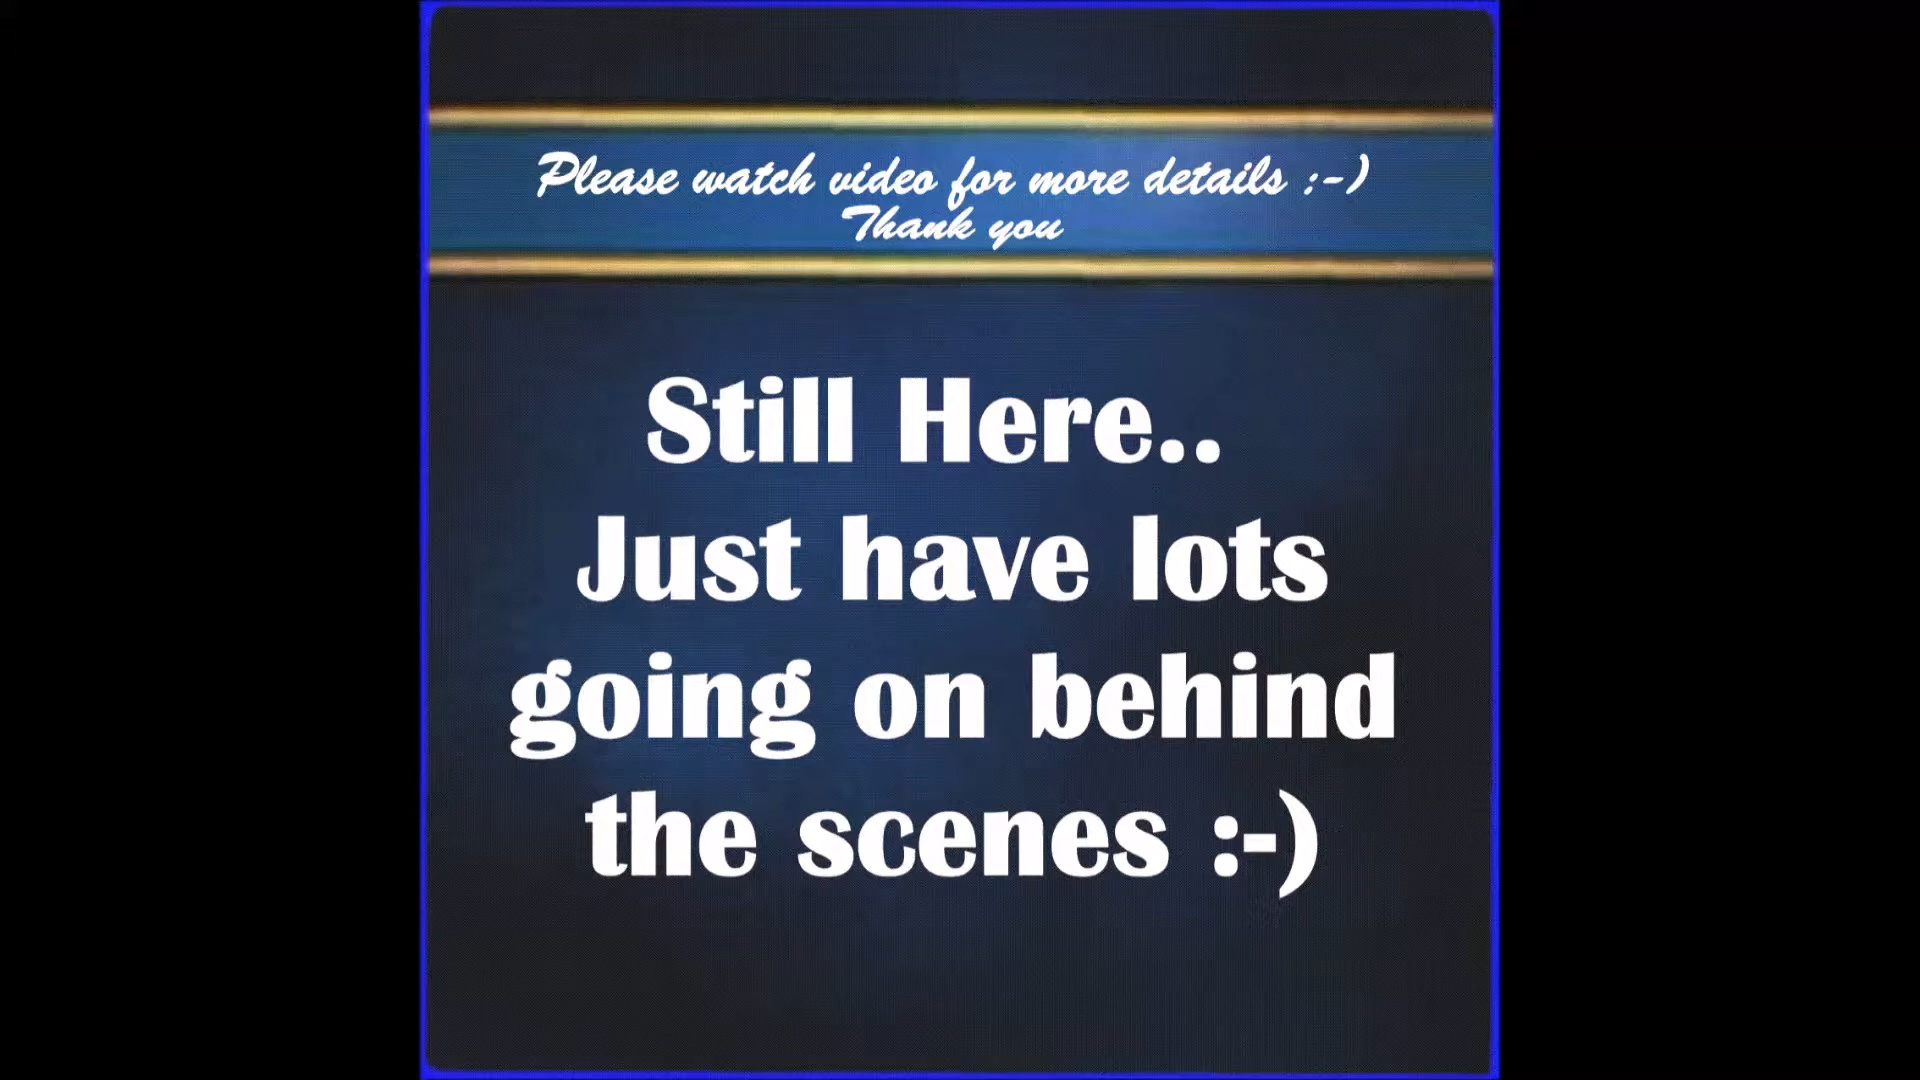 Please watch video for more details :-)
Thank you
Still Here..
Just have lots
going on behind
the scenes :-)